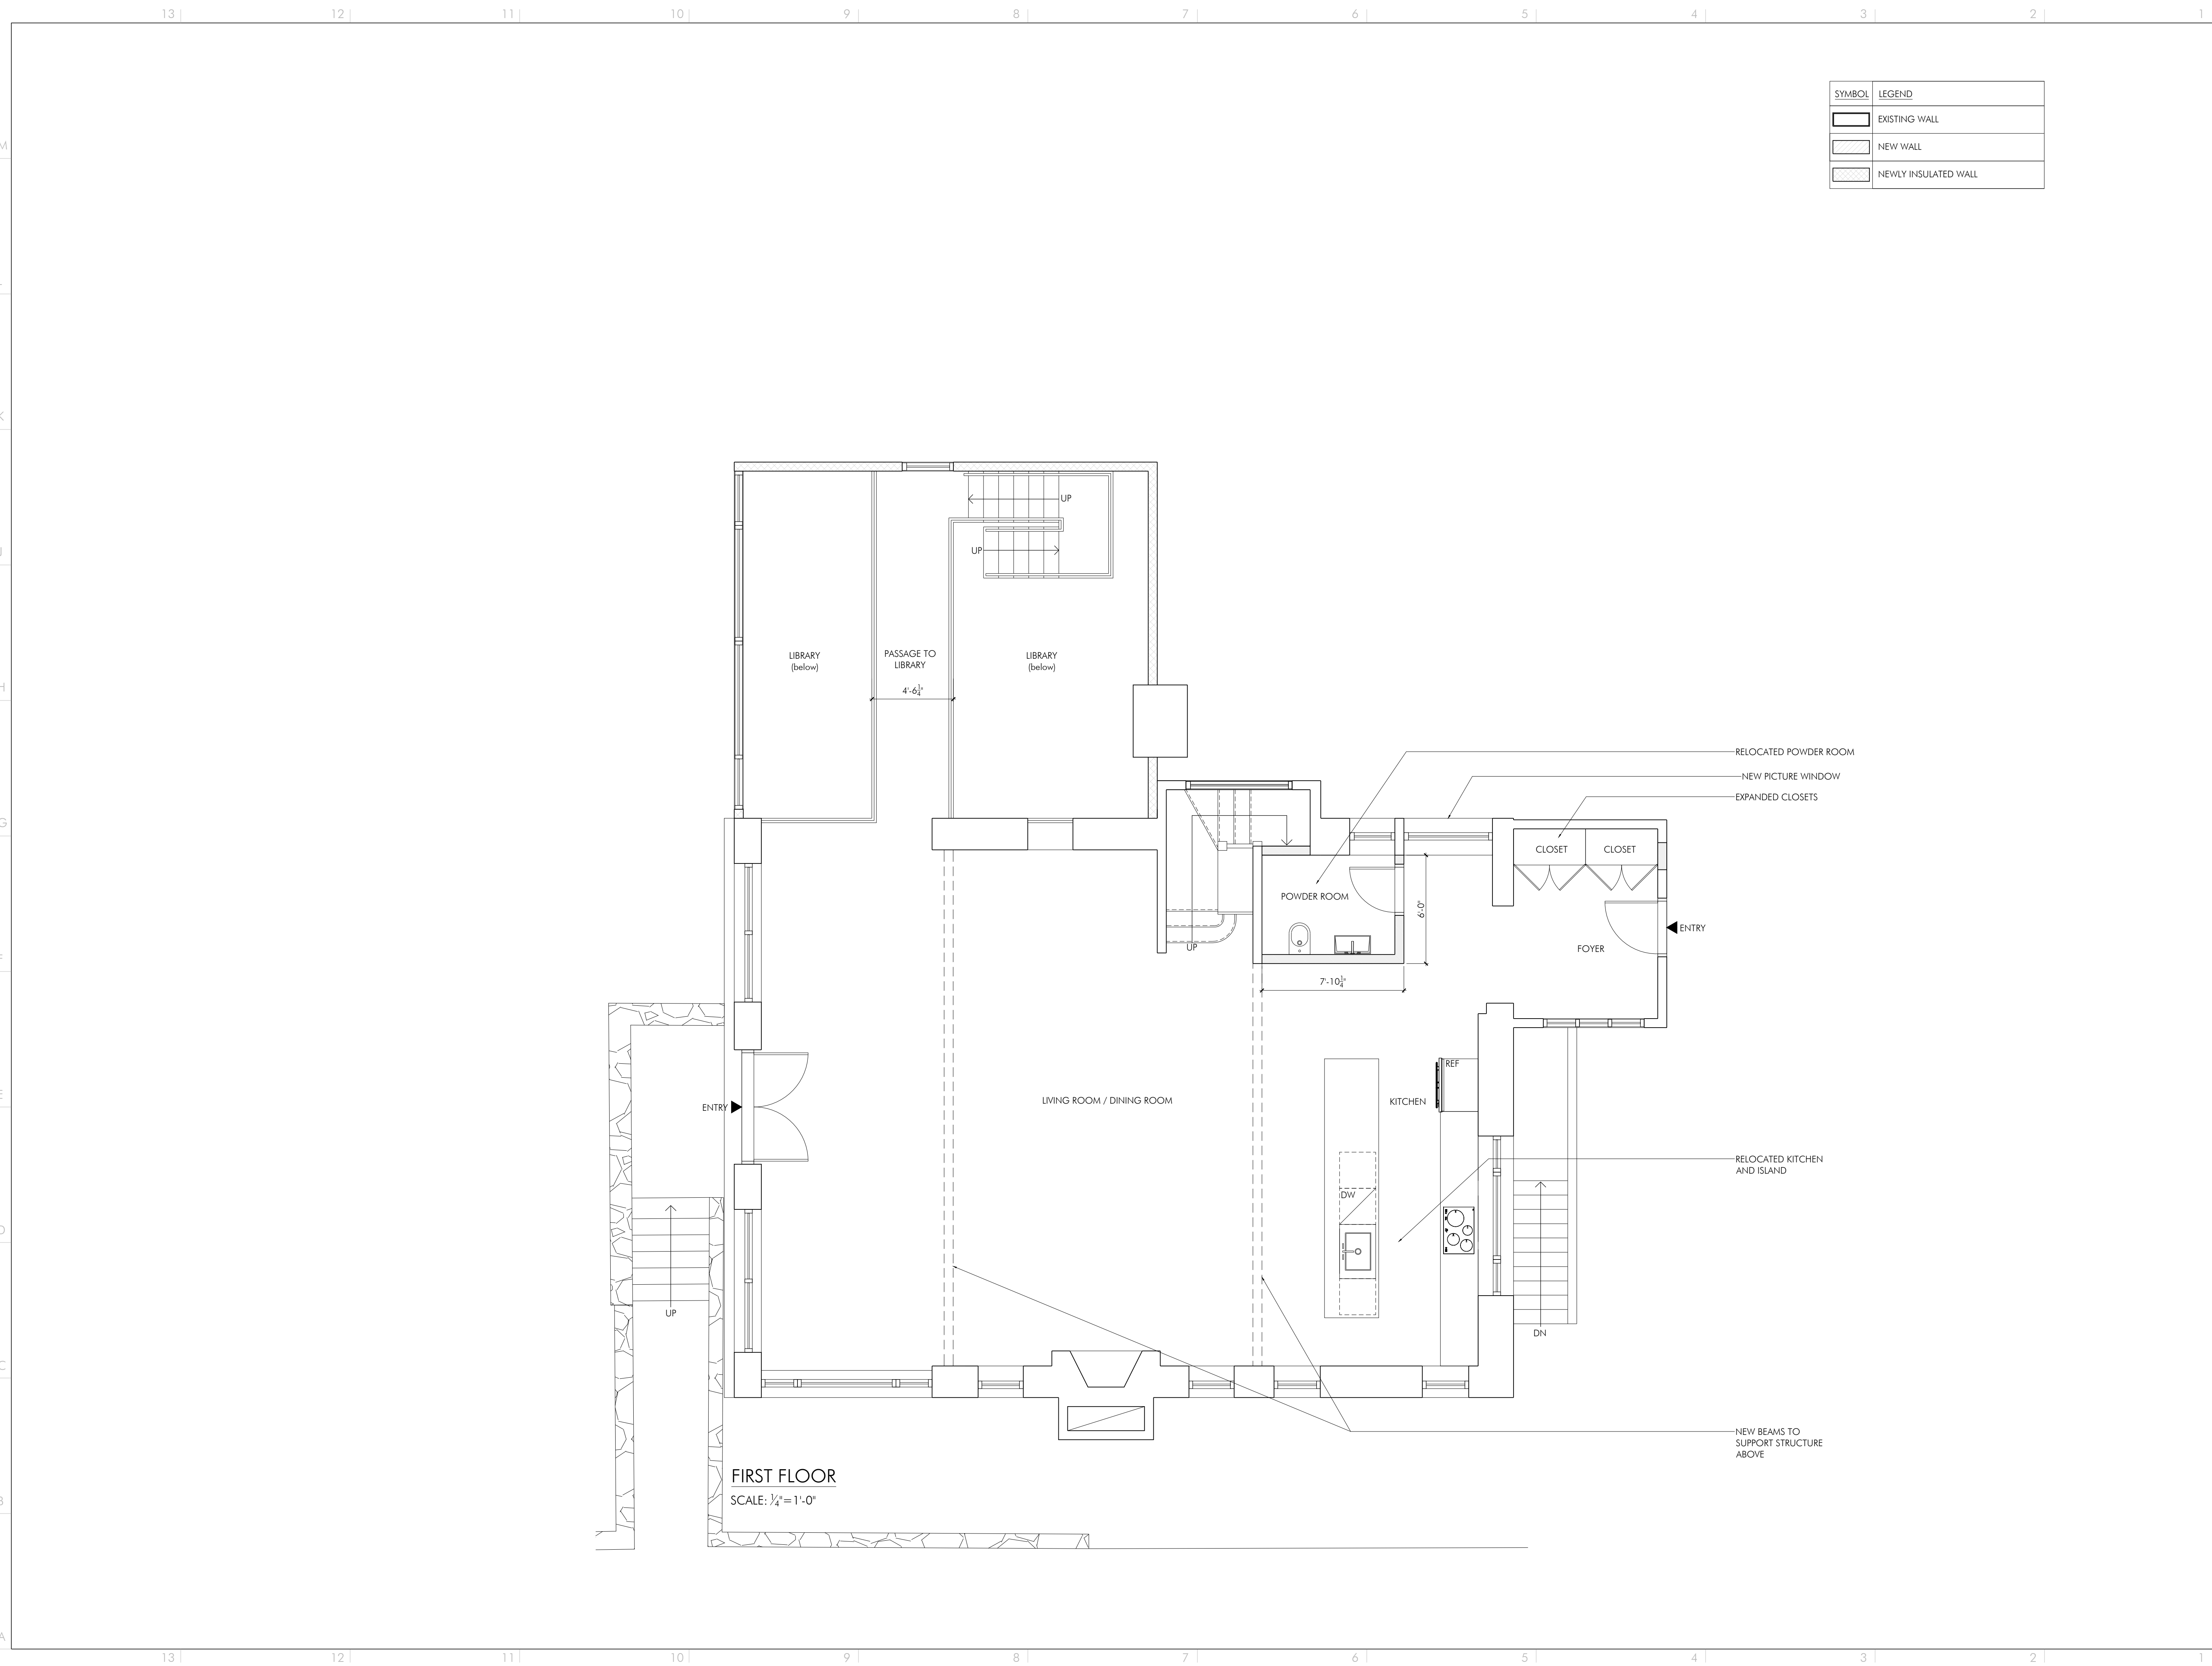 13 12 11 10 9 8 7 6 5 4 3 2 1
SYMBOL LEGEND
EXISTING WALL
NEW WALL
NEWLY INSULATED WALL
M
K
J
H
G
F
E
D
C
B
A
UP
UP
LIBRARY
(below)
PASSAGE TO
LIBRARY
LIBRARY
(below)
4'-6¼"
RELOCATED POWDER ROOM
NEW PICTURE WINDOW
EXPANDED CLOSETS
CLOSET
CLOSET
POWDER ROOM
6'-0"
ENTRY
UP
FOYER
7'-10¼"
REF
LIVING ROOM / DINING ROOM
KITCHEN
ENTRY
RELOCATED KITCHEN
AND ISLAND
DW
UP
DN
NEW BEAMS TO
SUPPORT STRUCTURE
ABOVE
FIRST FLOOR
SCALE: ¼"=1'-0"
13 12 11 10 9 8 7 6 5 4 3 2 1